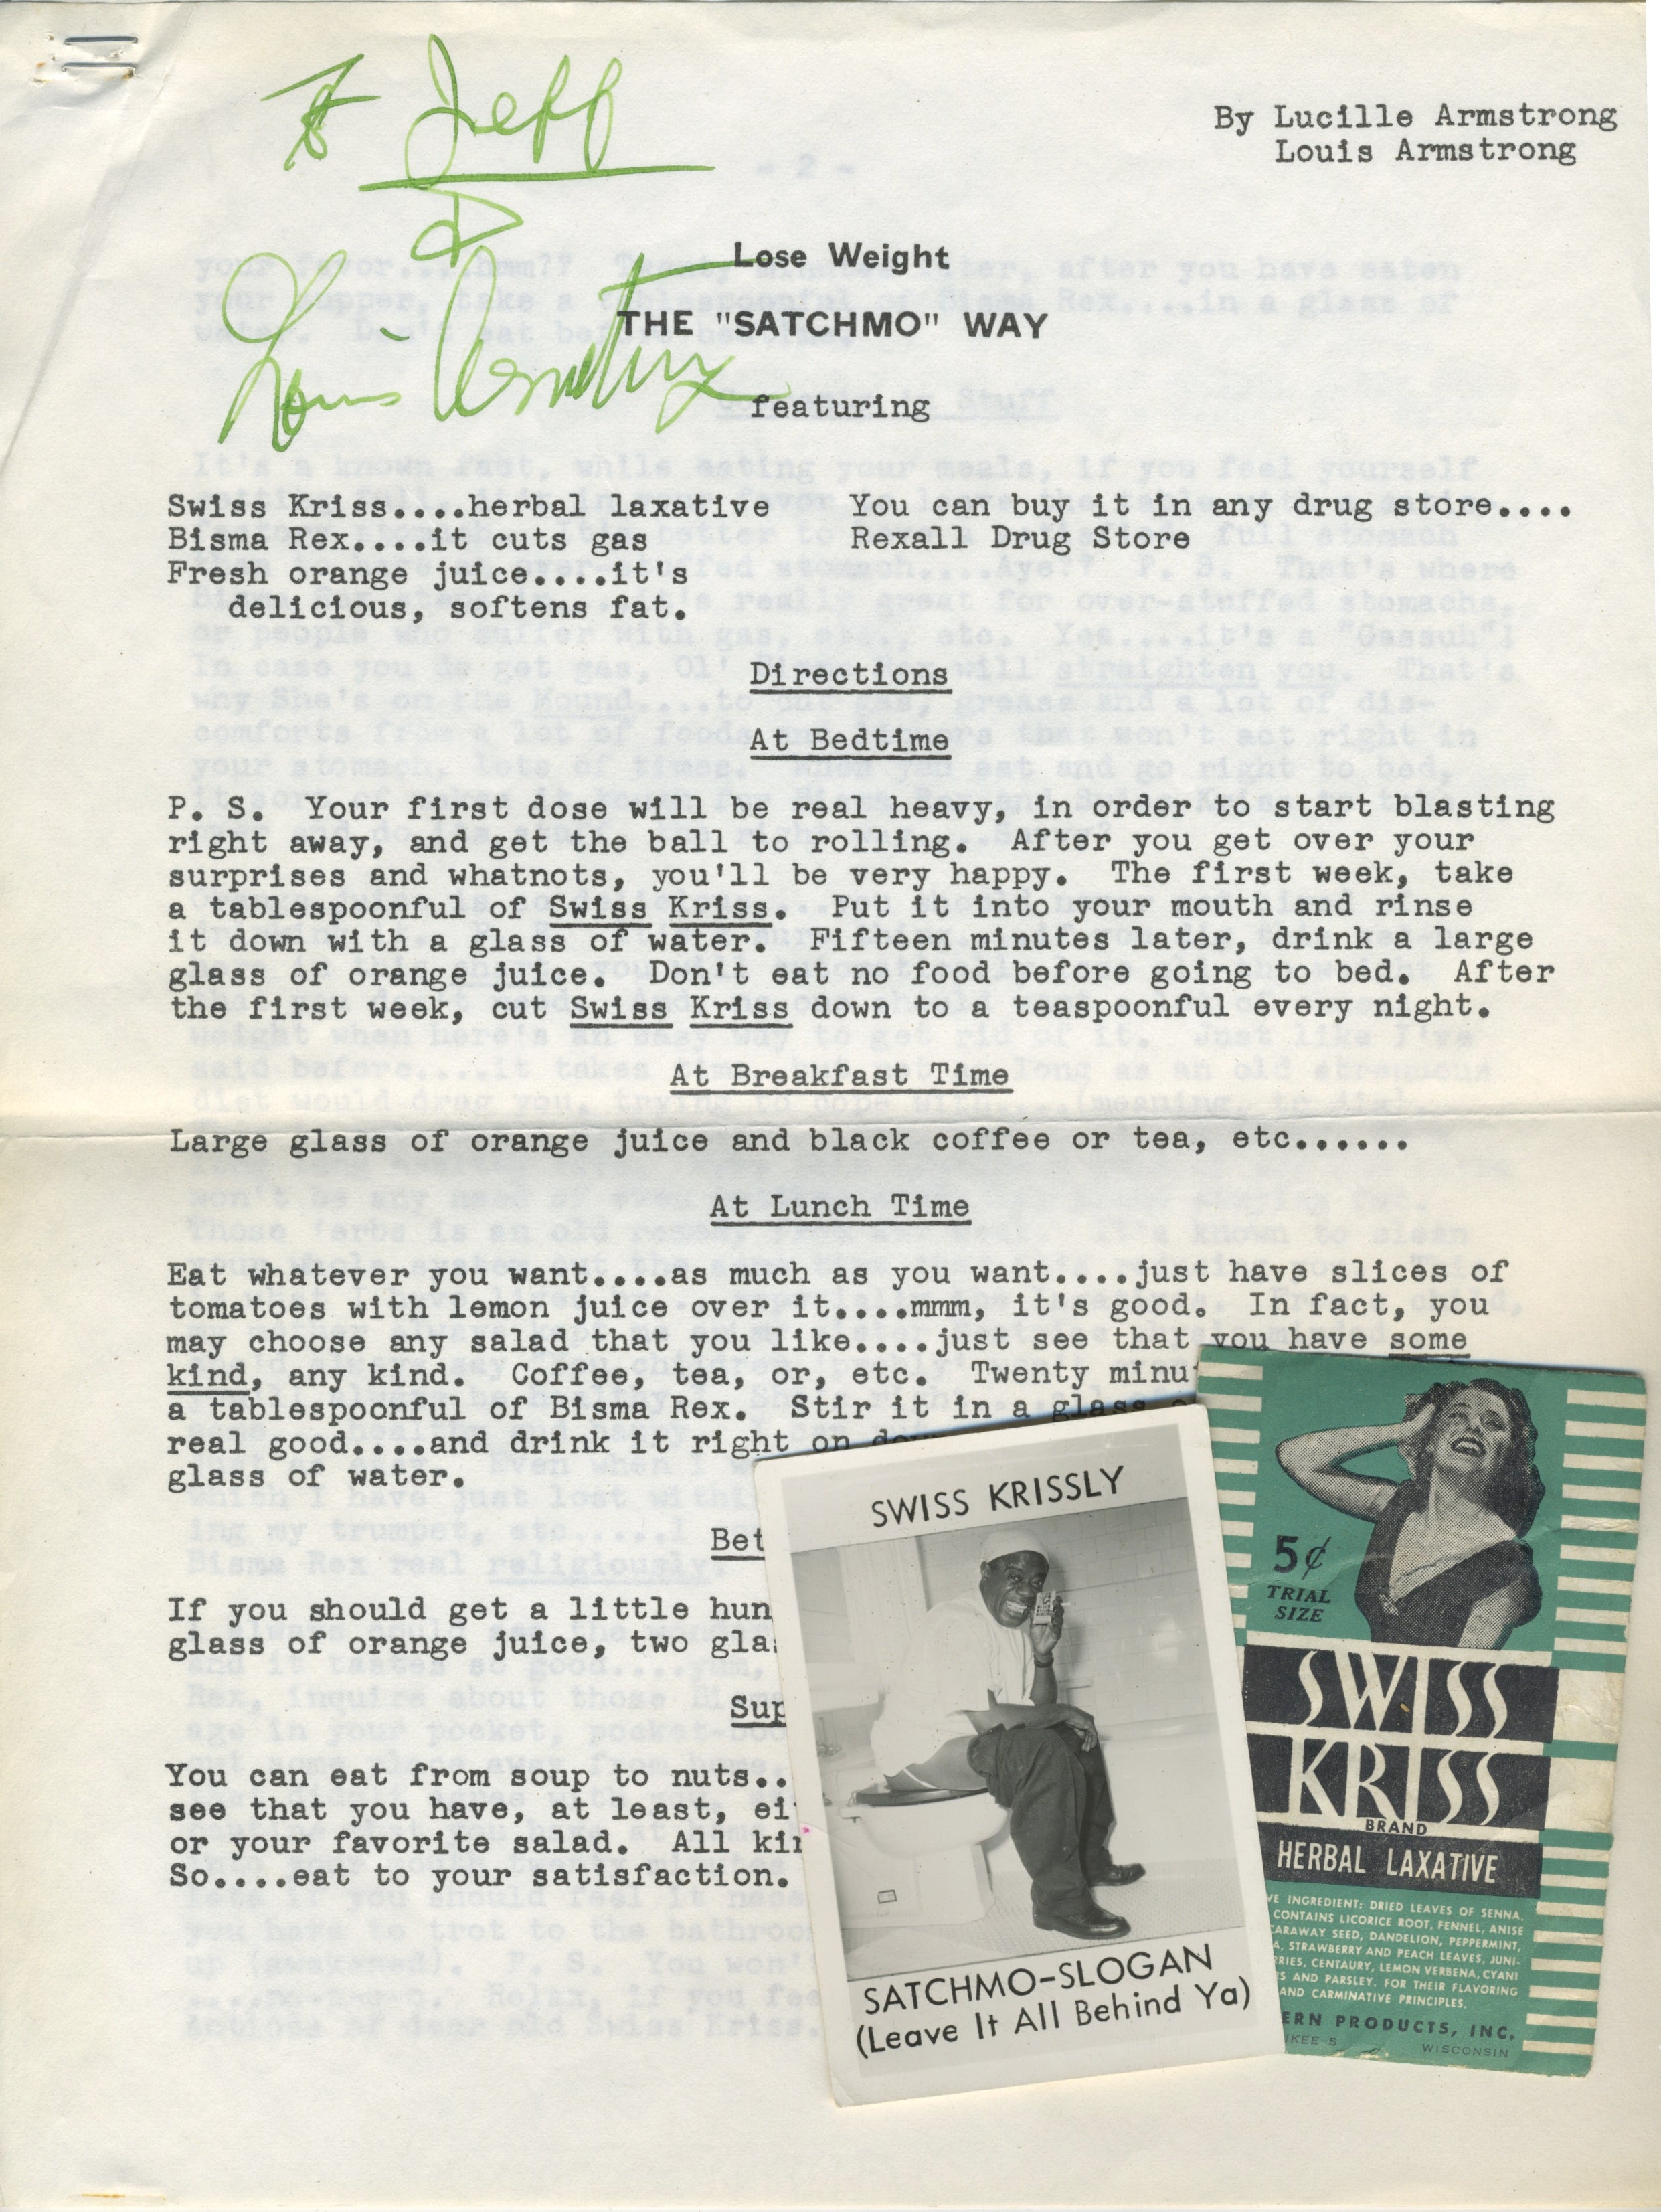 To Jeff
Louis Armstrong
By Lucille Armstrong
Louis Armstrong
Lose Weight
THE "SATCHMO" WAY
featuring
Swiss Kriss....herbal laxative You can buy it in any drug store....
Bisma Rex....it cuts gas Rexall Drug Store
Fresh orange juice....it's
delicious, softens fat.
Directions
At Bedtime
P. S. Your first dose will be real heavy, in order to start blasting
right away, and get the ball to rolling. After you get over your
surprises and whatnots, you'll be very happy. The first week, take
a tablespoonful of Swiss Kriss. Put it into your mouth and rinse
it down with a glass of water. Fifteen minutes later, drink a large
glass of orange juice. Don't eat no food before going to bed. After
the first week, cut Swiss Kriss down to a teaspoonful every night.
At Breakfast Time
Large glass of orange juice and black coffee or tea, etc......
At Lunch Time
Eat whatever you want....as much as you want....just have slices of
tomatoes with lemon juice over it....mmm, it's good. In fact, you
may choose any salad that you like....just see that you have some
kind, any kind. Coffee, tea, or, etc. Twenty minu
a tablespoonful of Bisma Rex. Stir it in a glass
real good....and drink it right on
glass of water.
Bet
If you should get a little hun
glass of orange juice, two gla
Sup
You can eat from soup to nuts..
see that you have, at least, ei
or your favorite salad. All kin
So....eat to your satisfaction.
SWISS KRISSLY
SATCHMO-SLOGAN
(Leave It All Behind Ya)
5¢
TRIAL
SIZE
SWISS
KRISS
BRAND
HERBAL LAXATIVE
VE INGREDIENT: DRIED LEAVES OF SENNA.
CONTAINS LICORICE ROOT, FENNEL, ANISE
CARAWAY SEED, DANDELION, PEPPERMINT,
A, STRAWBERRY AND PEACH LEAVES, JUNI-
RRIES, CENTAURY, LEMON VERBENA, CYANI
S AND PARSLEY. FOR THEIR FLAVORING
AND CARMINATIVE PRINCIPLES.
ERN PRODUCTS, INC.
KEE 5 WISCONSIN